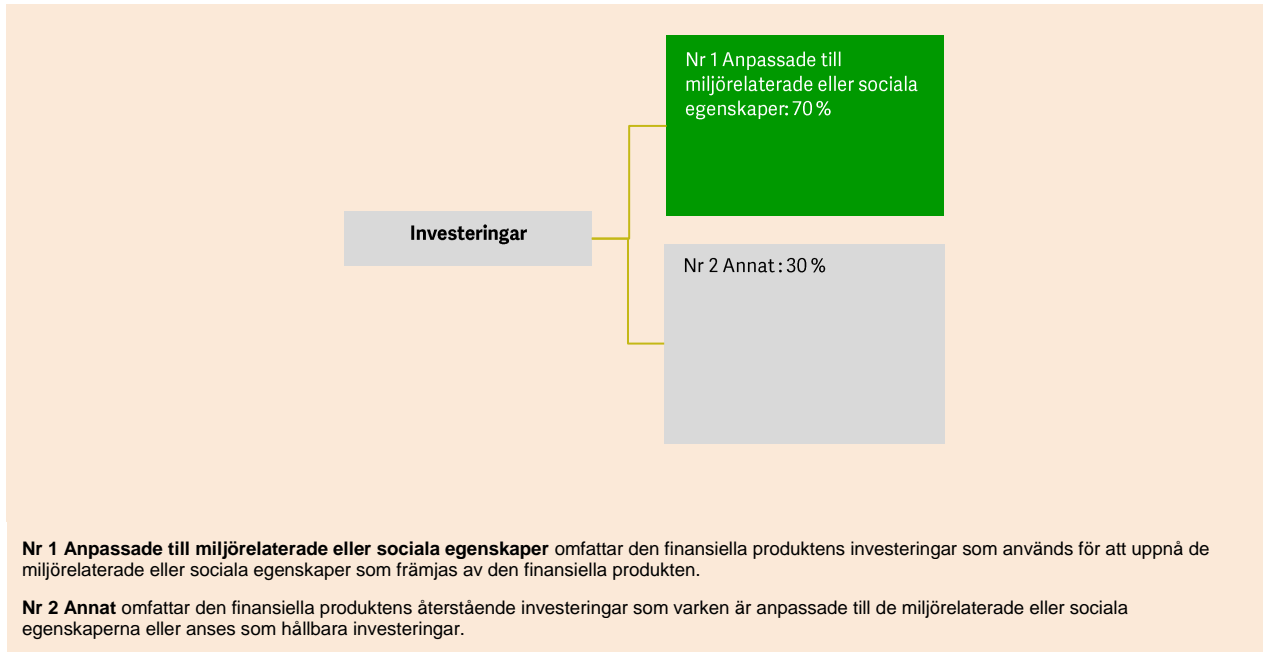 Nr 1 Anpassade till
miljörelaterade eller sociala
egenskaper: 70 %
Investeringar
Nr 2 Annat : 30 %
Nr 1 Anpassade till miljörelaterade eller sociala egenskaper omfattar den finansiella produktens investeringar som används för att uppnå de
miljörelaterade eller sociala egenskaper som främjas av den finansiella produkten.
Nr 2 Annat omfattar den finansiella produktens återstående investeringar som varken är anpassade till de miljörelaterade eller sociala
egenskaperna eller anses som hållbara investeringar.